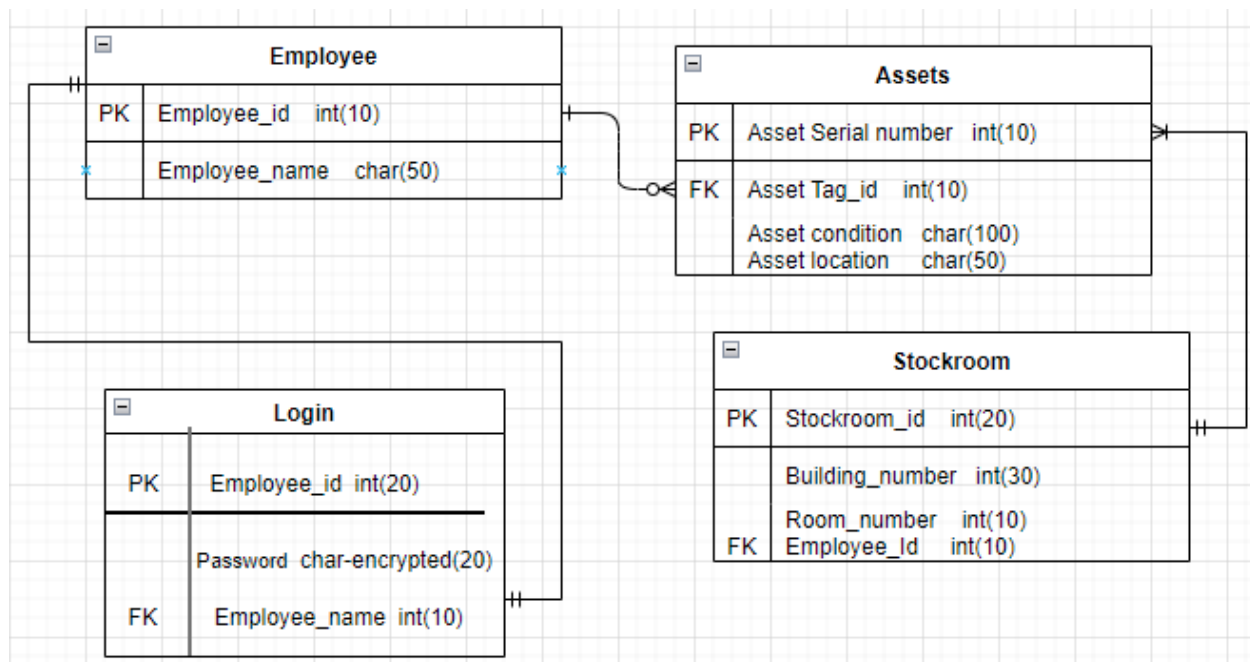 Employee
PK Employee_id int(10)
Employee_name char(50)
Assets
PK Asset Serial number int(10)
FK Asset Tag_id int(10)
Asset condition char(100)
Asset location char(50)
Login
PK Employee_id int(20)
Password char-encrypted(20)
FK Employee_name int(10)
Stockroom
PK Stockroom_id int(20)
Building_number int(30)
Room_number int(10)
FK Employee_Id int(10)